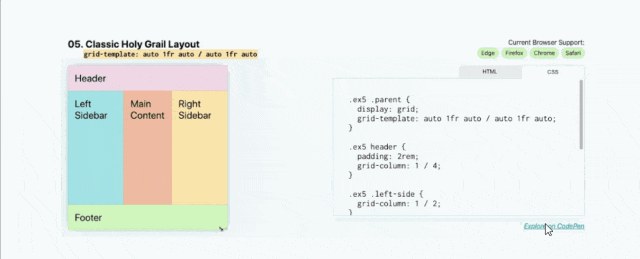 05. Classic Holy Grail Layout
grid-template: auto 1fr auto / auto 1fr auto
Header
Left
Sidebar
Main
Content
Right
Sidebar
Footer
Current Browser Support:
Edge Firefox Chrome Safari
HTML CSS
.ex5 .parent {
display: grid;
grid-template: auto 1fr auto / auto 1fr auto;
}
.ex5 header {
padding: 2rem;
grid-column: 1 / 4;
}
.ex5 .left-side {
grid-column: 1 / 2;
}
Explore on CodePen